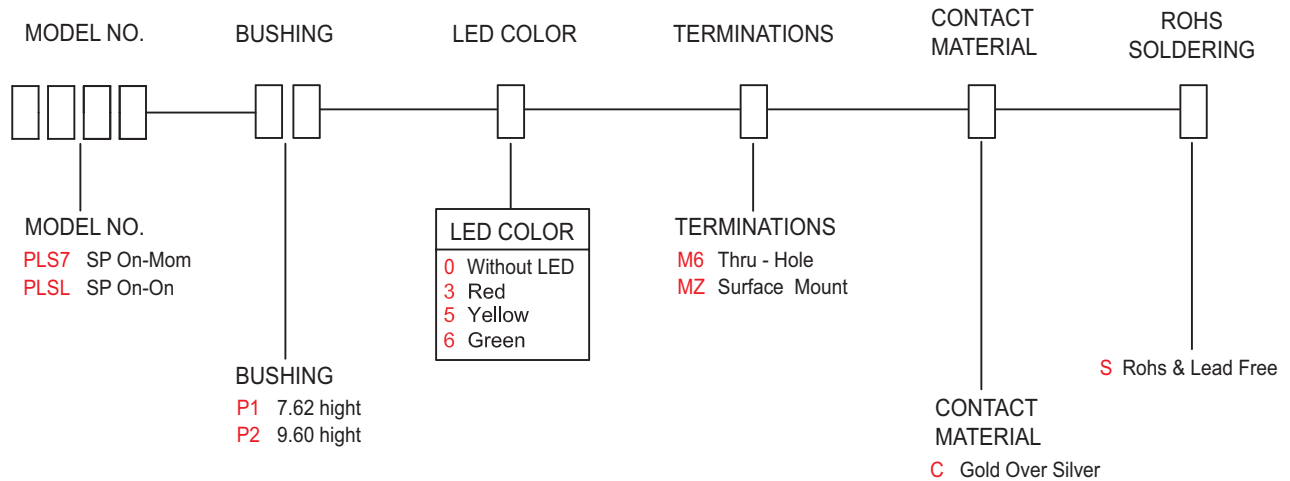 MODEL NO.
BUSHING
LED COLOR
TERMINATIONS
CONTACT
MATERIAL
ROHS
SOLDERING
MODEL NO.
PLS7 SP On-Mom
PLSL SP On-On
BUSHING
P1 7.62 hight
P2 9.60 hight
LED COLOR
0 Without LED
3 Red
5 Yellow
6 Green
TERMINATIONS
M6 Thru - Hole
MZ Surface Mount
CONTACT
MATERIAL
C Gold Over Silver
S Rohs & Lead Free